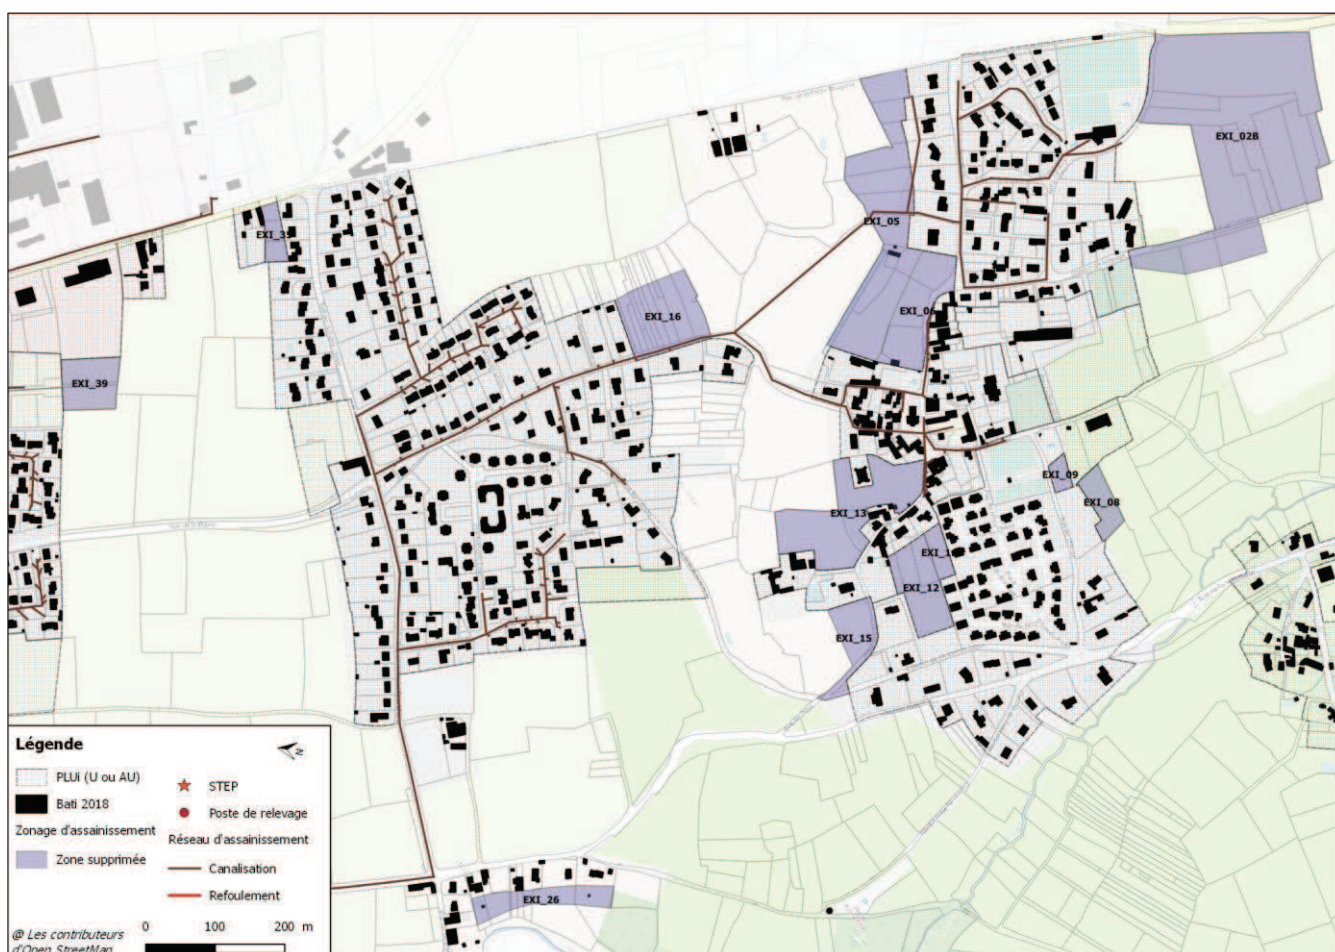 EXI_02B
EXI_05
EXI_35
EXI_06
EXI_16
EXI_39
EXI_09
EXI_08
EXI_13
EXI_1
EXI_12
EXI_15
EXI_26
Légende
N
PLUi (U ou AU)
Bati 2018
Zonage d'assainissement
Zone supprimée
STEP
Poste de relevage
Réseau d'assainissement
Canalisation
Refoulement
0 100 200 m
@ Les contributeurs
d'Open StreetMap